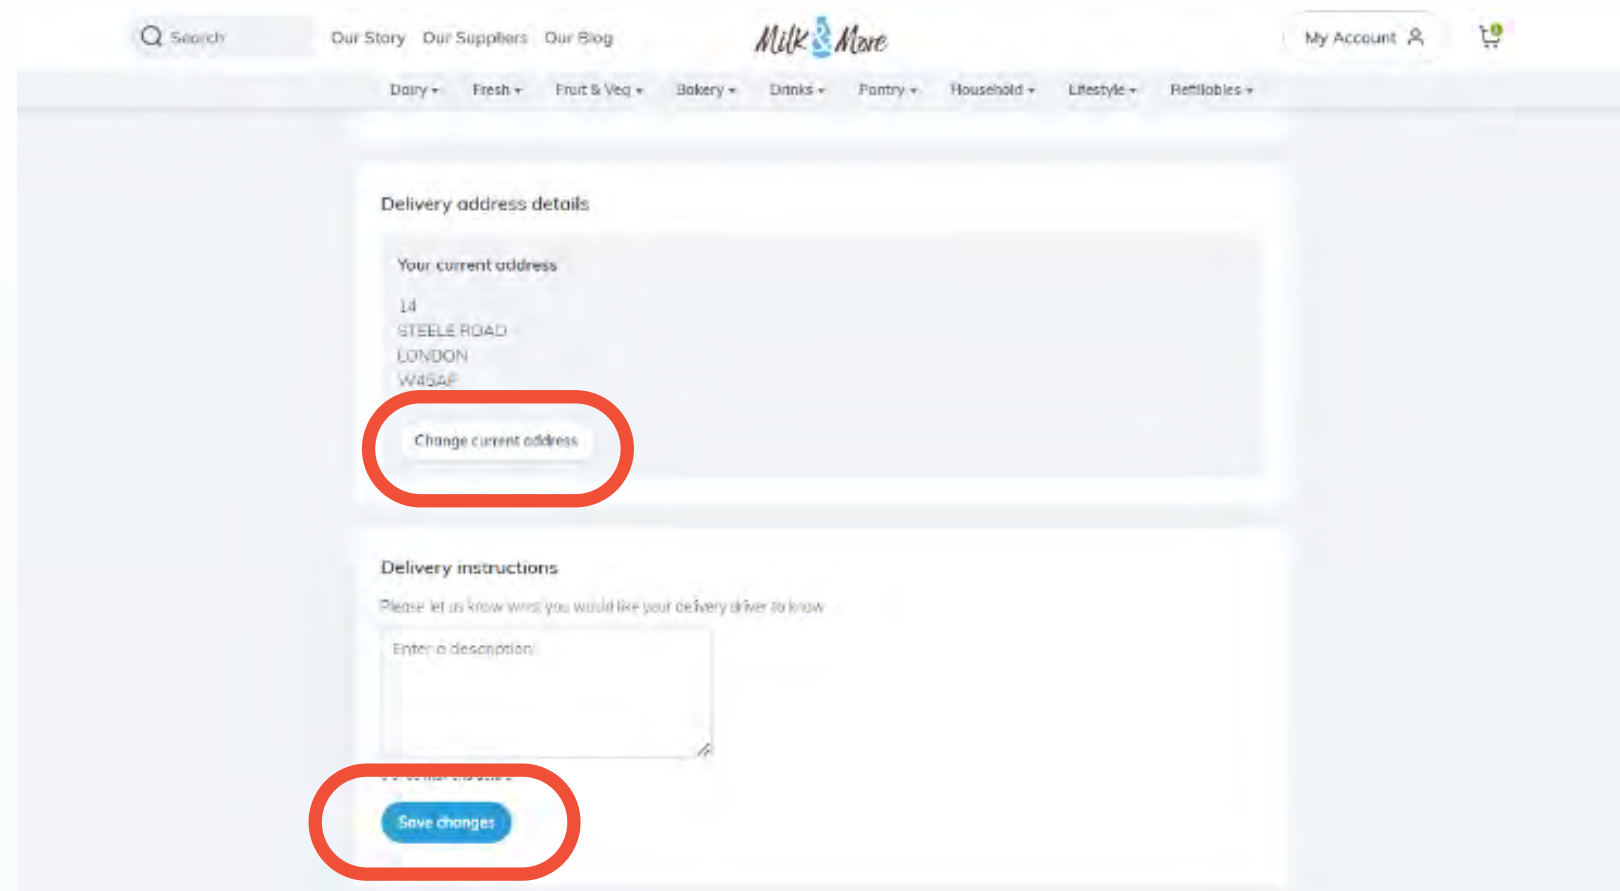 Search
Our Story Our Suppliers Our Blog
Milk & More
My Account
Dairy Fresh Fruit & Veg Bakery Drinks Pantry Household Lifestyle Refillables
Delivery address details
Your current address
14
STEELE ROAD
LONDON
Change current address
Delivery instructions
Please let us know what you would like your delivery driver to know
Enter a description
Save changes